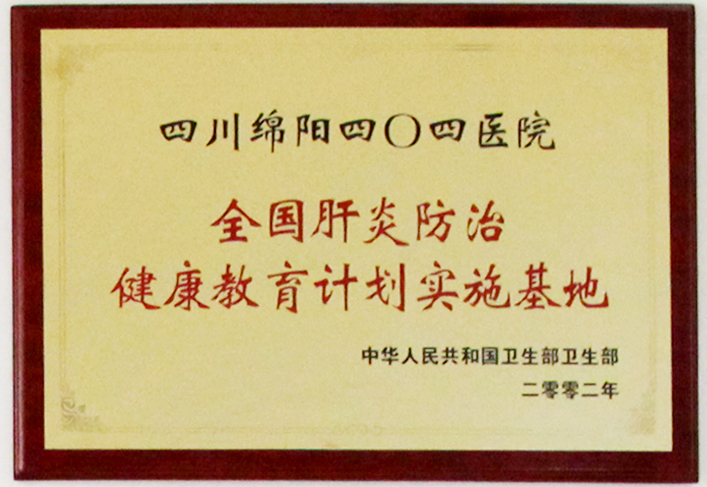 四川绵阳四〇四医院
全国肝炎防治
健康教育计划实施基地
中华人民共和国卫生部卫生部
二零零二年